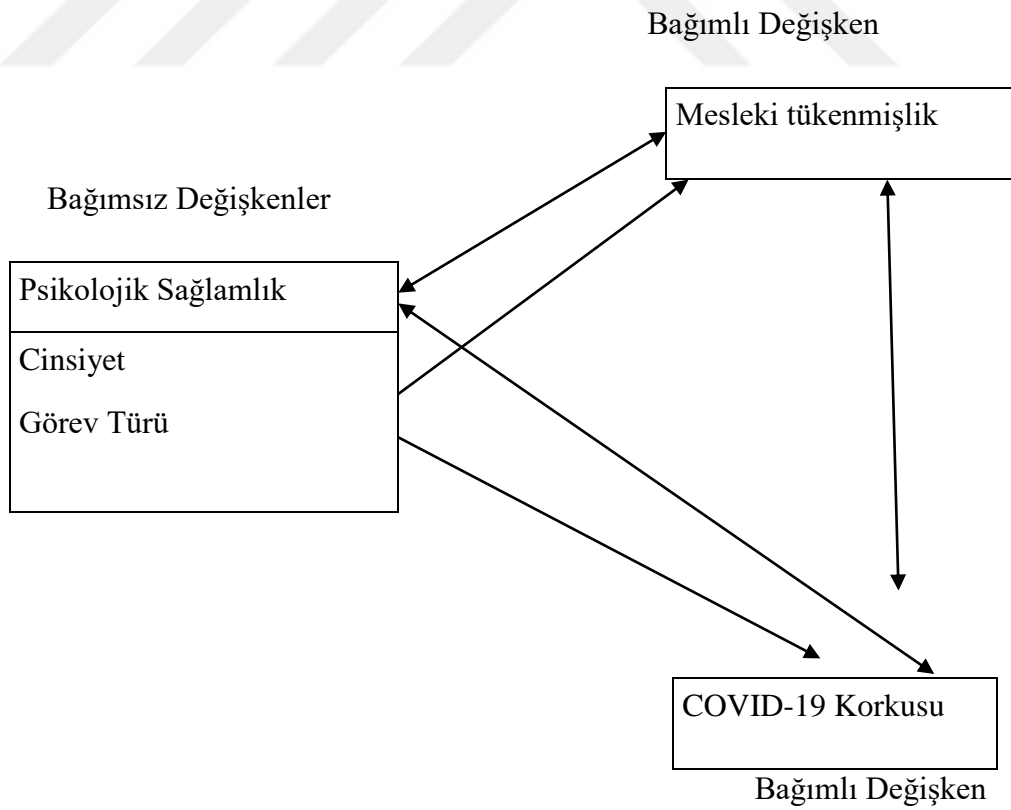 Bağımlı Değişken
Mesleki tükenmişlik
Bağımsız Değişkenler
Psikolojik Sağlamlık
Cinsiyet
Görev Türü
COVID-19 Korkusu
Bağımlı Değişken